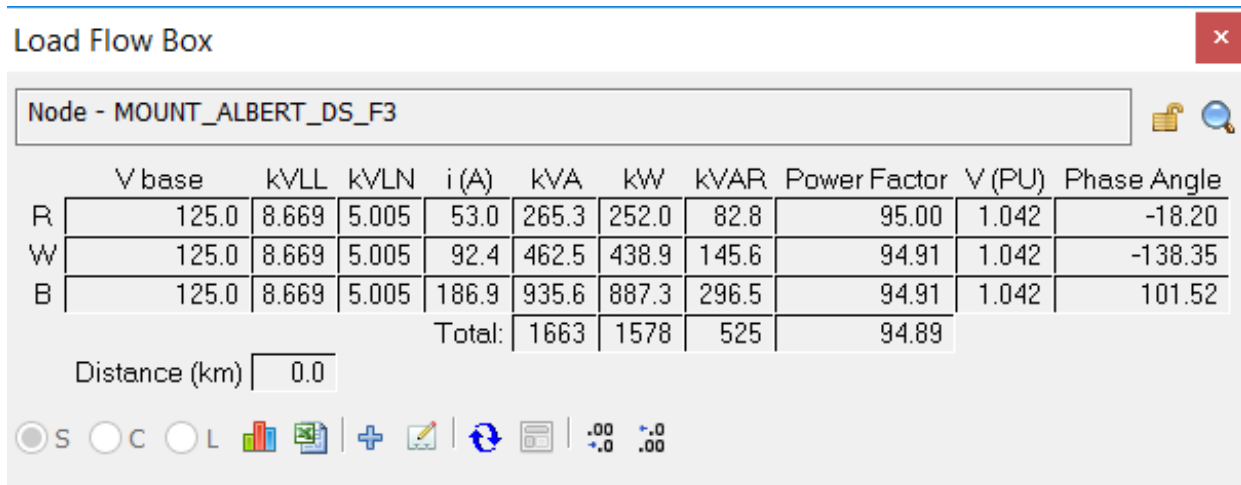 Load Flow Box
Node - MOUNT_ALBERT_DS_F3
V base kVLL kVLN i (A) kVA kW kVAR Power Factor V (PU) Phase Angle
R 125.0 8.669 5.005 53.0 265.3 252.0 82.8 95.00 1.042 -18.20
W 125.0 8.669 5.005 92.4 462.5 438.9 145.6 94.91 1.042 -138.35
B 125.0 8.669 5.005 186.9 935.6 887.3 296.5 94.91 1.042 101.52
Total: 1663 1578 525 94.89
Distance (km) 0.0
S C L .00 .0 .0 .00